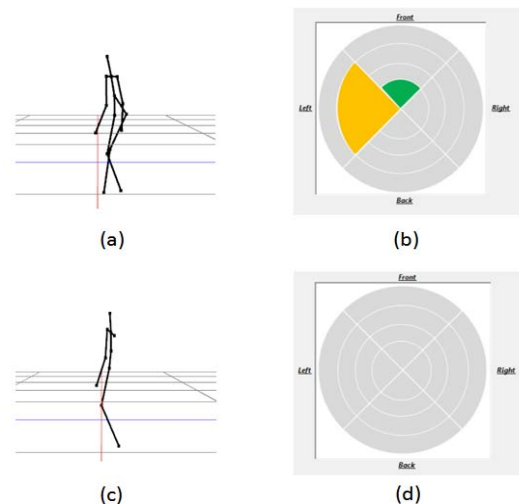 Front
Left
Right
Back
(a)
(b)
Front
Left
Right
Back
(c)
(d)